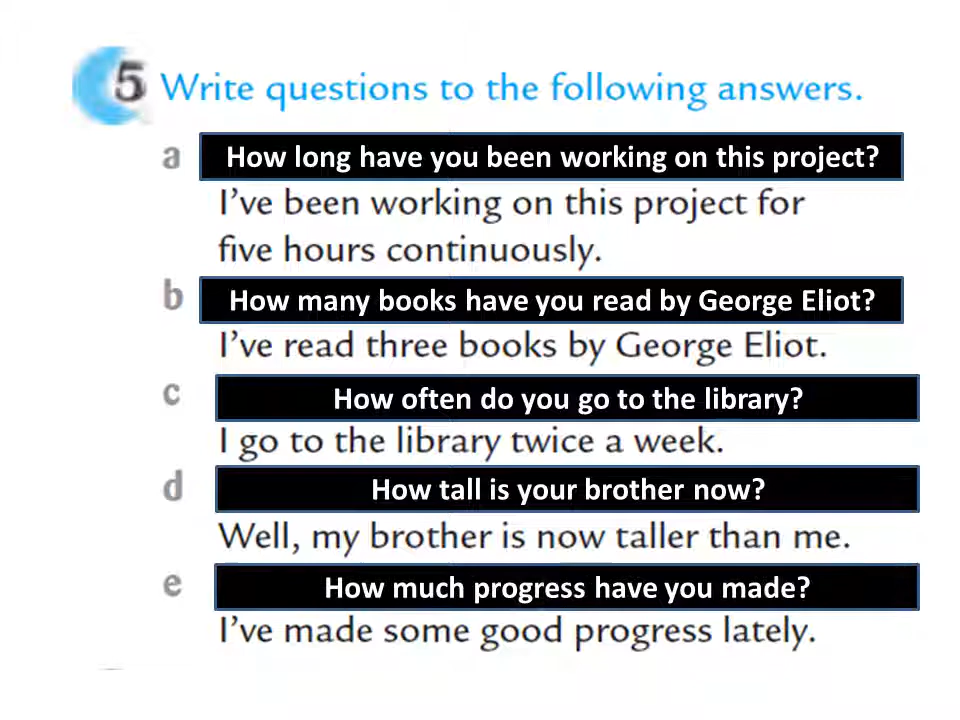 5 Write questions to the following answers.
a How long have you been working on this project?
I've been working on this project for
five hours continuously.
b How many books have you read by George Eliot?
I've read three books by George Eliot.
c How often do you go to the library?
I go to the library twice a week.
d How tall is your brother now?
Well, my brother is now taller than me.
e How much progress have you made?
I've made some good progress lately.